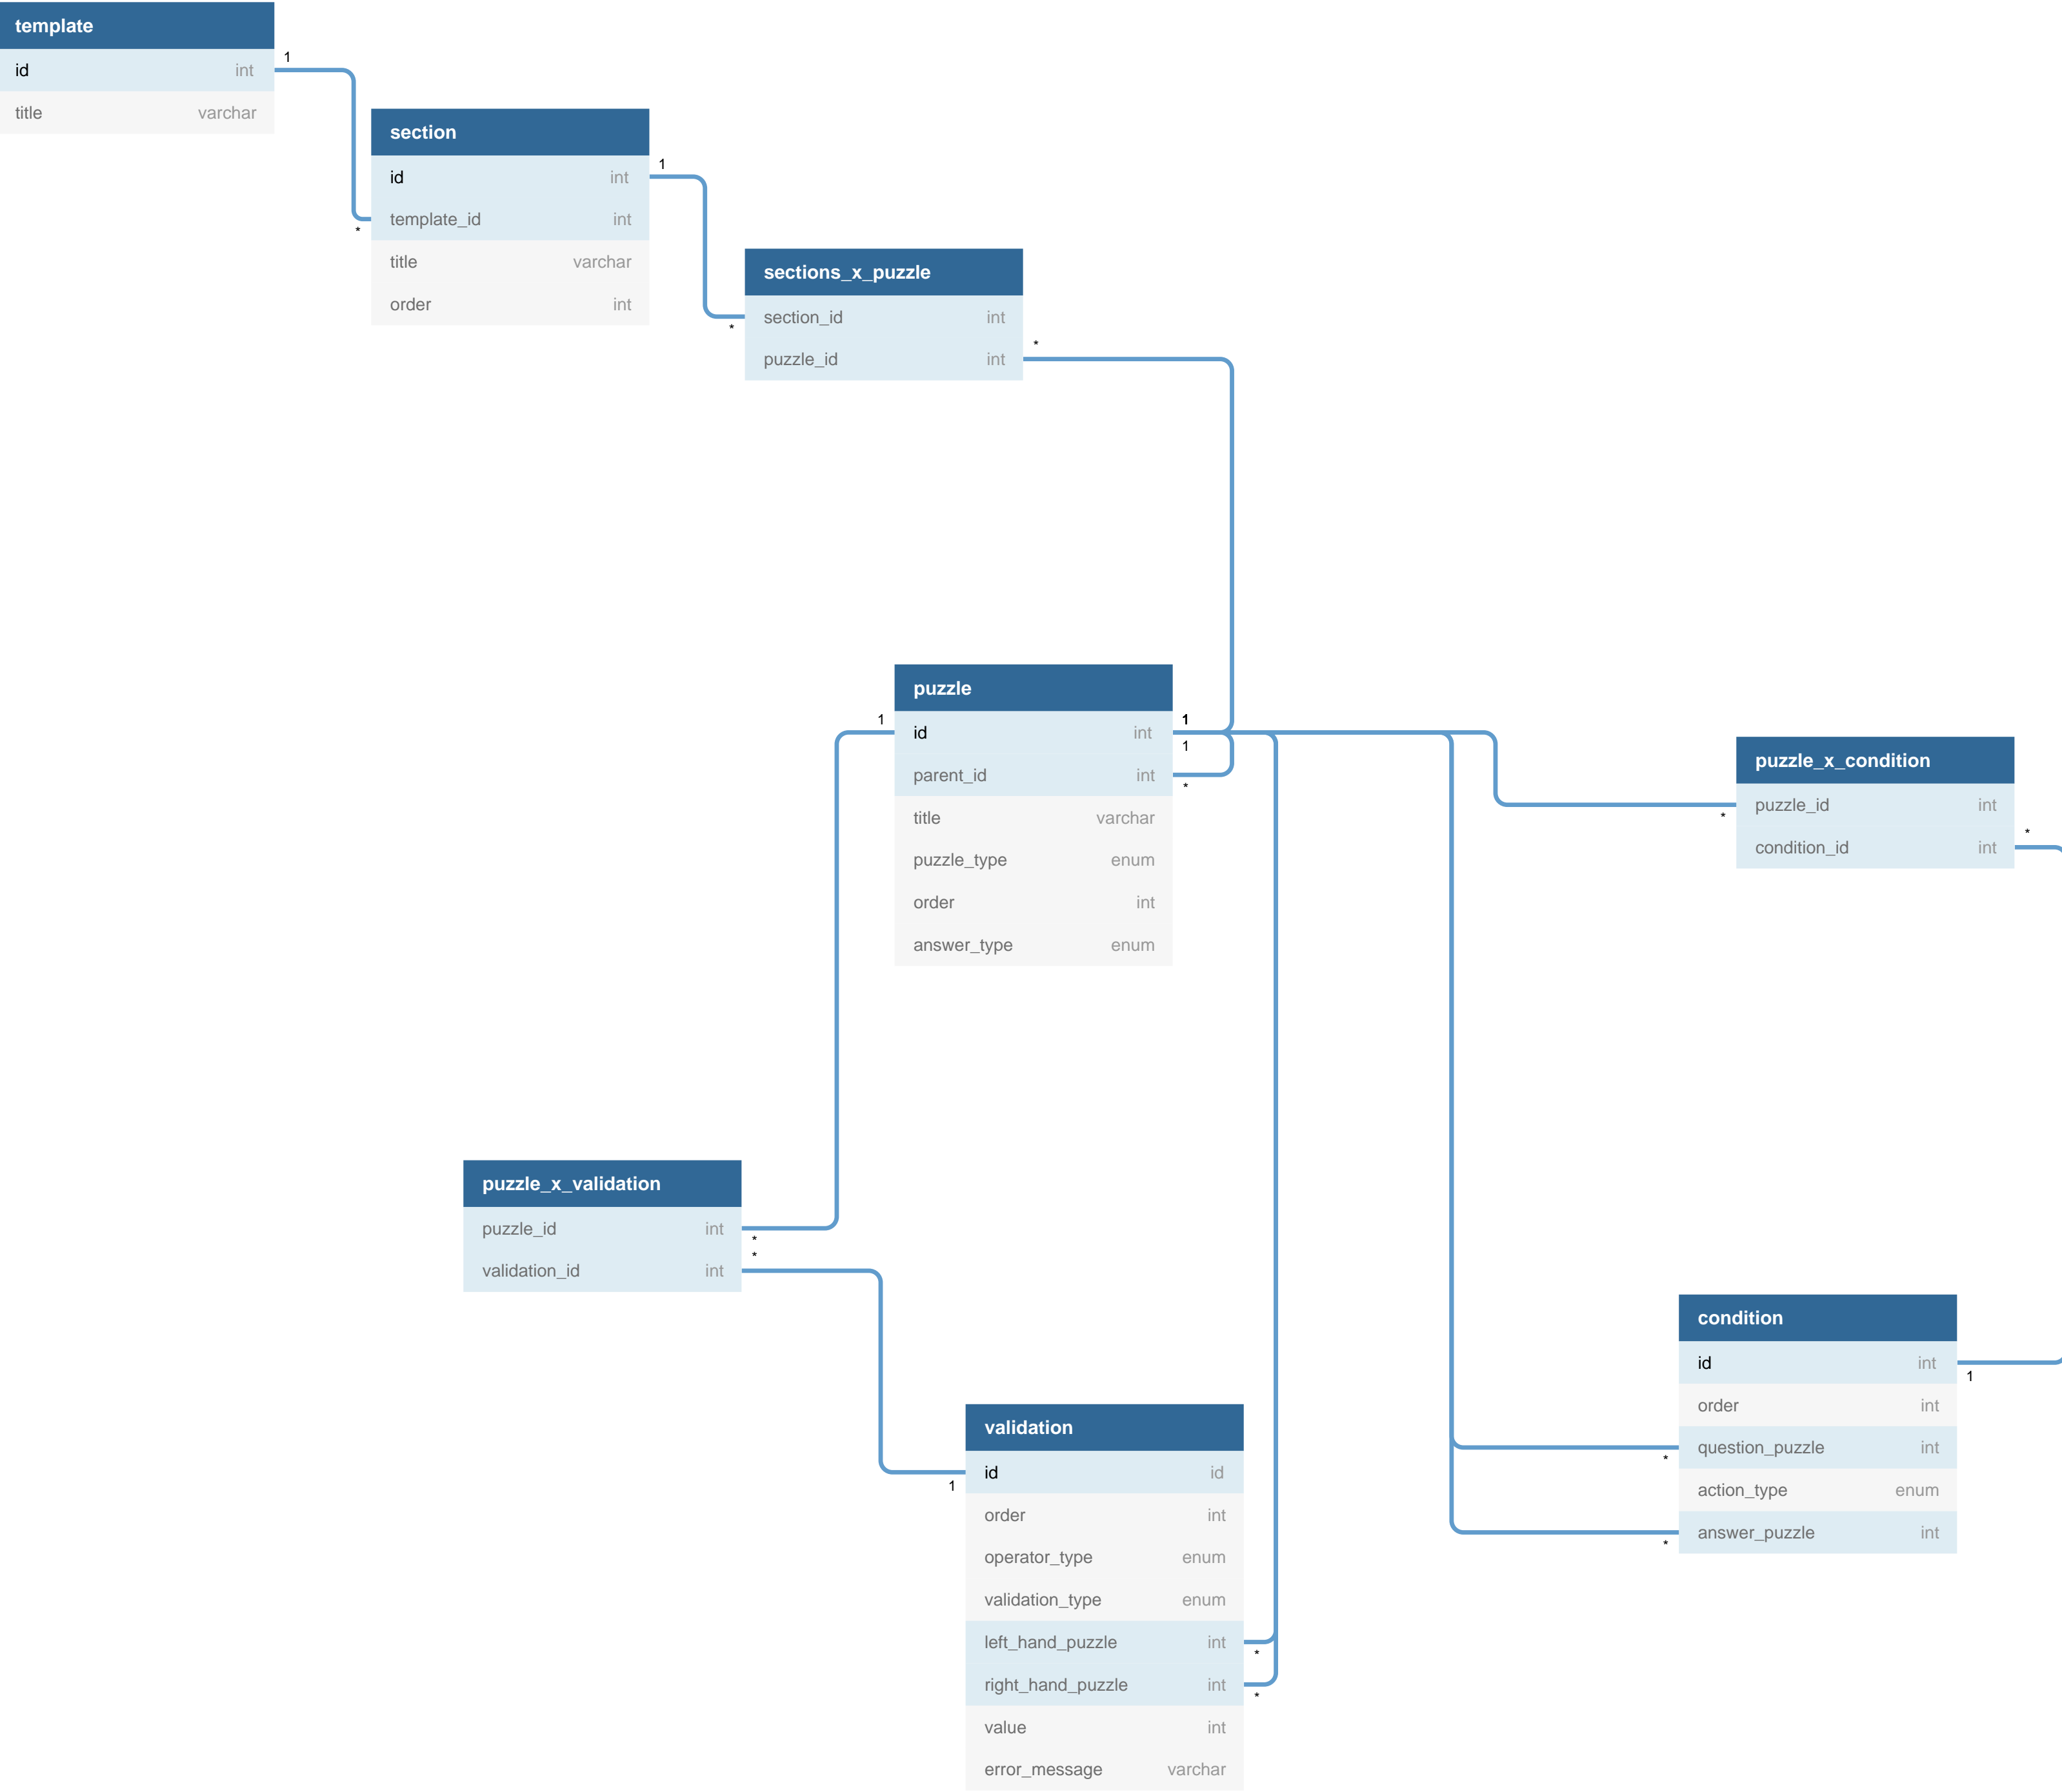 template
id int
title varchar
1
*
section
id int
template_id int
title varchar
order int
1
*
sections_x_puzzle
section_id int
puzzle_id int
*
puzzle
id int
parent_id int
title varchar
puzzle_type enum
order int
answer_type enum
1
1
1
*
puzzle_x_condition
puzzle_id int
condition_id int
*
*
puzzle_x_validation
puzzle_id int
validation_id int
*
*
condition
id int
order int
question_puzzle int
action_type enum
answer_puzzle int
1
*
*
validation
id id
order int
operator_type enum
validation_type enum
left_hand_puzzle int
right_hand_puzzle int
value int
error_message varchar
1
*
*